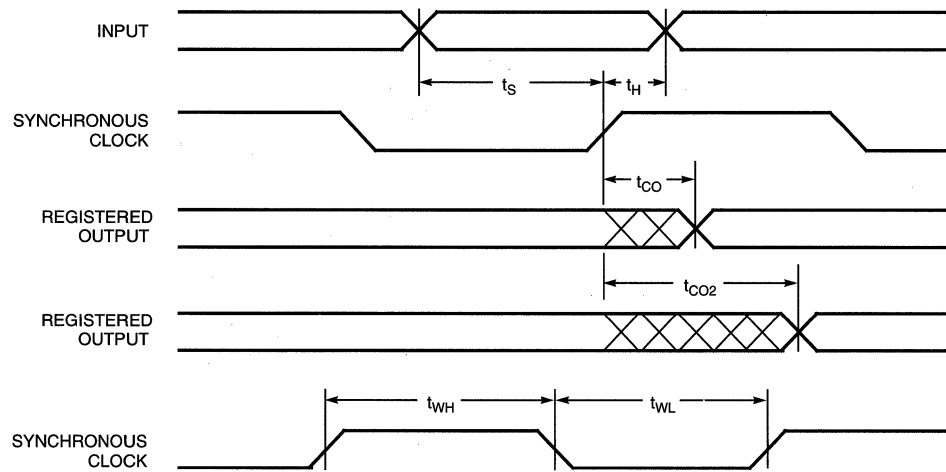 INPUT
tS
tH
SYNCHRONOUS
CLOCK
tCO
REGISTERED
OUTPUT
tCO2
REGISTERED
OUTPUT
tWH
tWL
SYNCHRONOUS
CLOCK